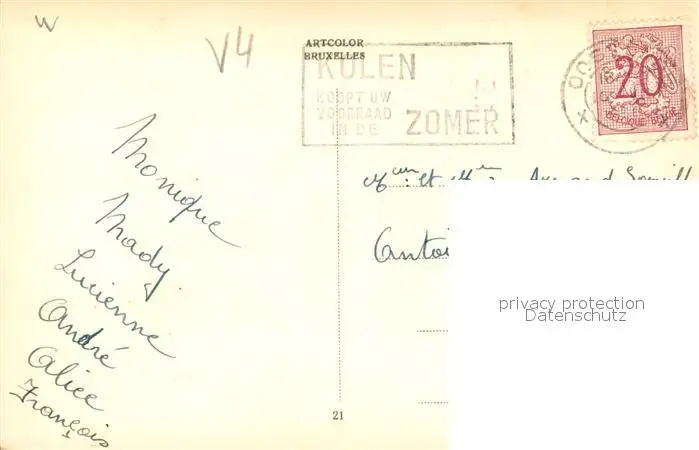 W
V4
ARTCOLOR
BRUXELLES
KOLEN
KOOPT UW
VOORRAAD
IN DE ZOMER
20
BELGIQUE-BELGIE
Monique
Mady
Lucienne
André
Alice
François
et
privacy protection
Datenschutz
21